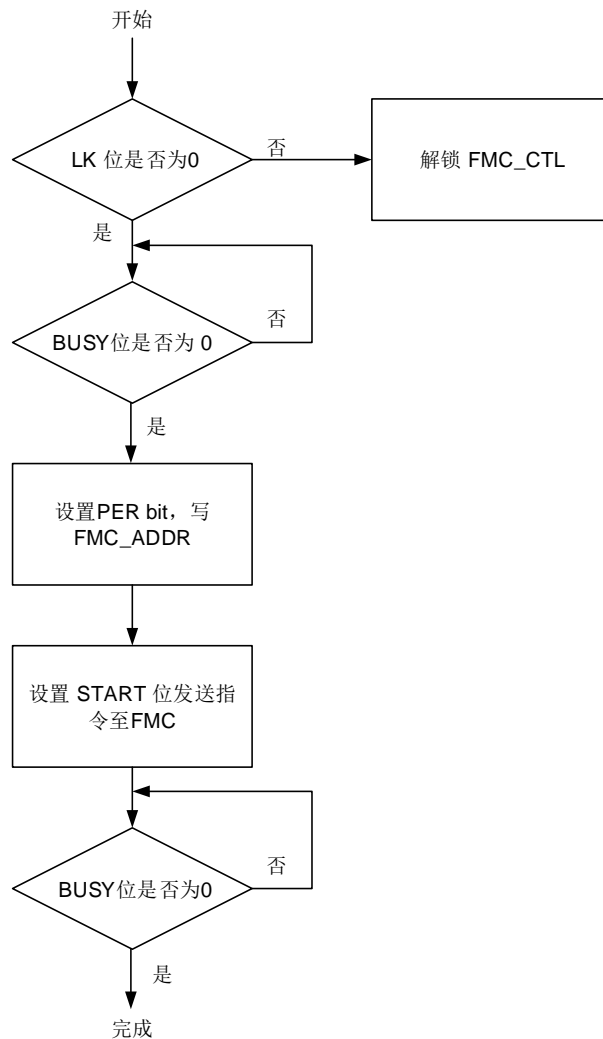 开始
LK 位是否为0
否
解锁 FMC_CTL
是
BUSY位是否为 0
否
是
设置PER bit，写
FMC_ADDR
设置 START 位发送指
令至FMC
BUSY位是否为0
否
是
完成